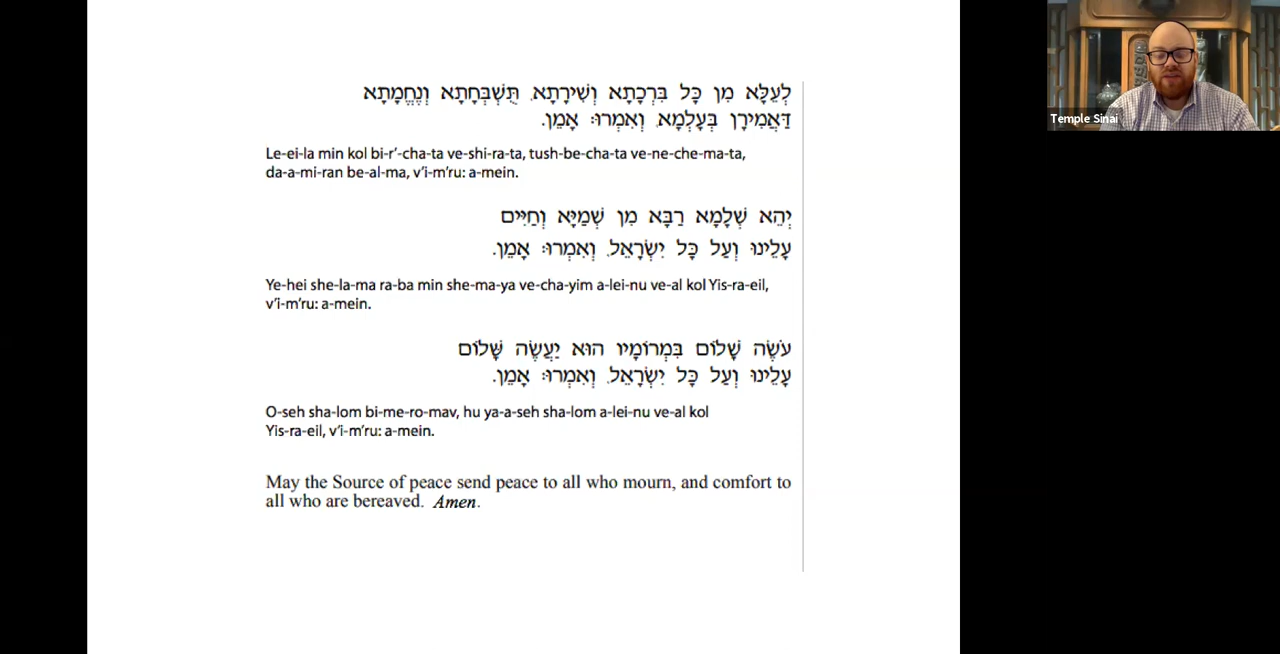 לְעֵלָּא מִן כָּל בִּרְכָתָא וְשִׁירָתָא, תֻּשְׁבְּחָתָא וְנֶחֱמָתָא
דַּאֲמִירָן בְּעָלְמָא, וְאִמְרוּ: אָמֵן.
Le-ei-la min kol bi-r’-cha-ta ve-shi-ra-ta, tush-be-cha-ta ve-ne-che-ma-ta,
da-a-mi-ran be-al-ma, v’i-m’ru: a-mein.
יְהֵא שְׁלָמָא רַבָּא מִן שְׁמַיָּא וְחַיִּים
עָלֵינוּ וְעַל כָּל יִשְׂרָאֵל, וְאִמְרוּ: אָמֵן.
Ye-hei she-la-ma ra-ba min she-ma-ya ve-cha-yim a-lei-nu ve-al kol Yis-ra-eil,
v’i-m’ru: a-mein.
עֹשֶׂה שָׁלוֹם בִּמְרוֹמָיו הוּא יַעֲשֶׂה שָׁלוֹם
עָלֵינוּ וְעַל כָּל יִשְׂרָאֵל, וְאִמְרוּ: אָמֵן.
O-seh sha-lom bi-me-ro-mav, hu ya-a-seh sha-lom a-lei-nu ve-al kol
Yis-ra-eil, v’i-m’ru: a-mein.
May the Source of peace send peace to all who mourn, and comfort to
all who are bereaved. Amen.
Temple Sinai